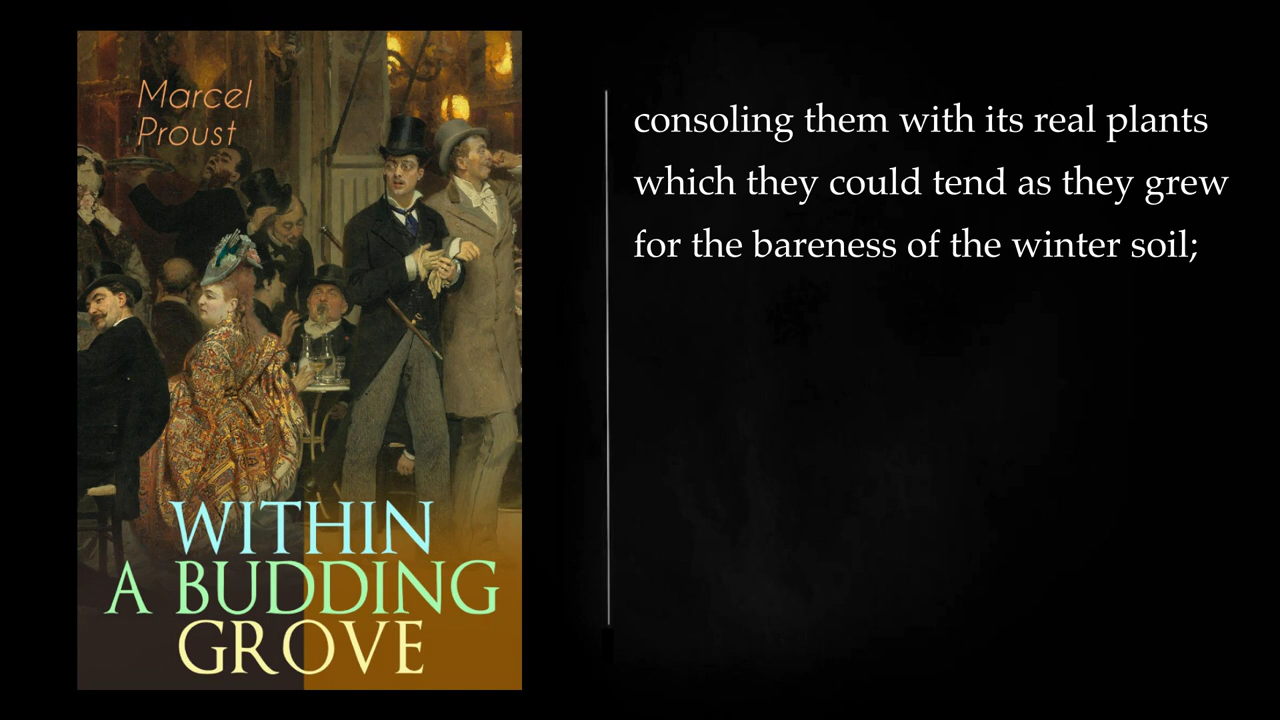 Marcel
Proust
WITHIN
A BUDDING
GROVE
consoling them with its real plants
which they could tend as they grew
for the bareness of the winter soil;